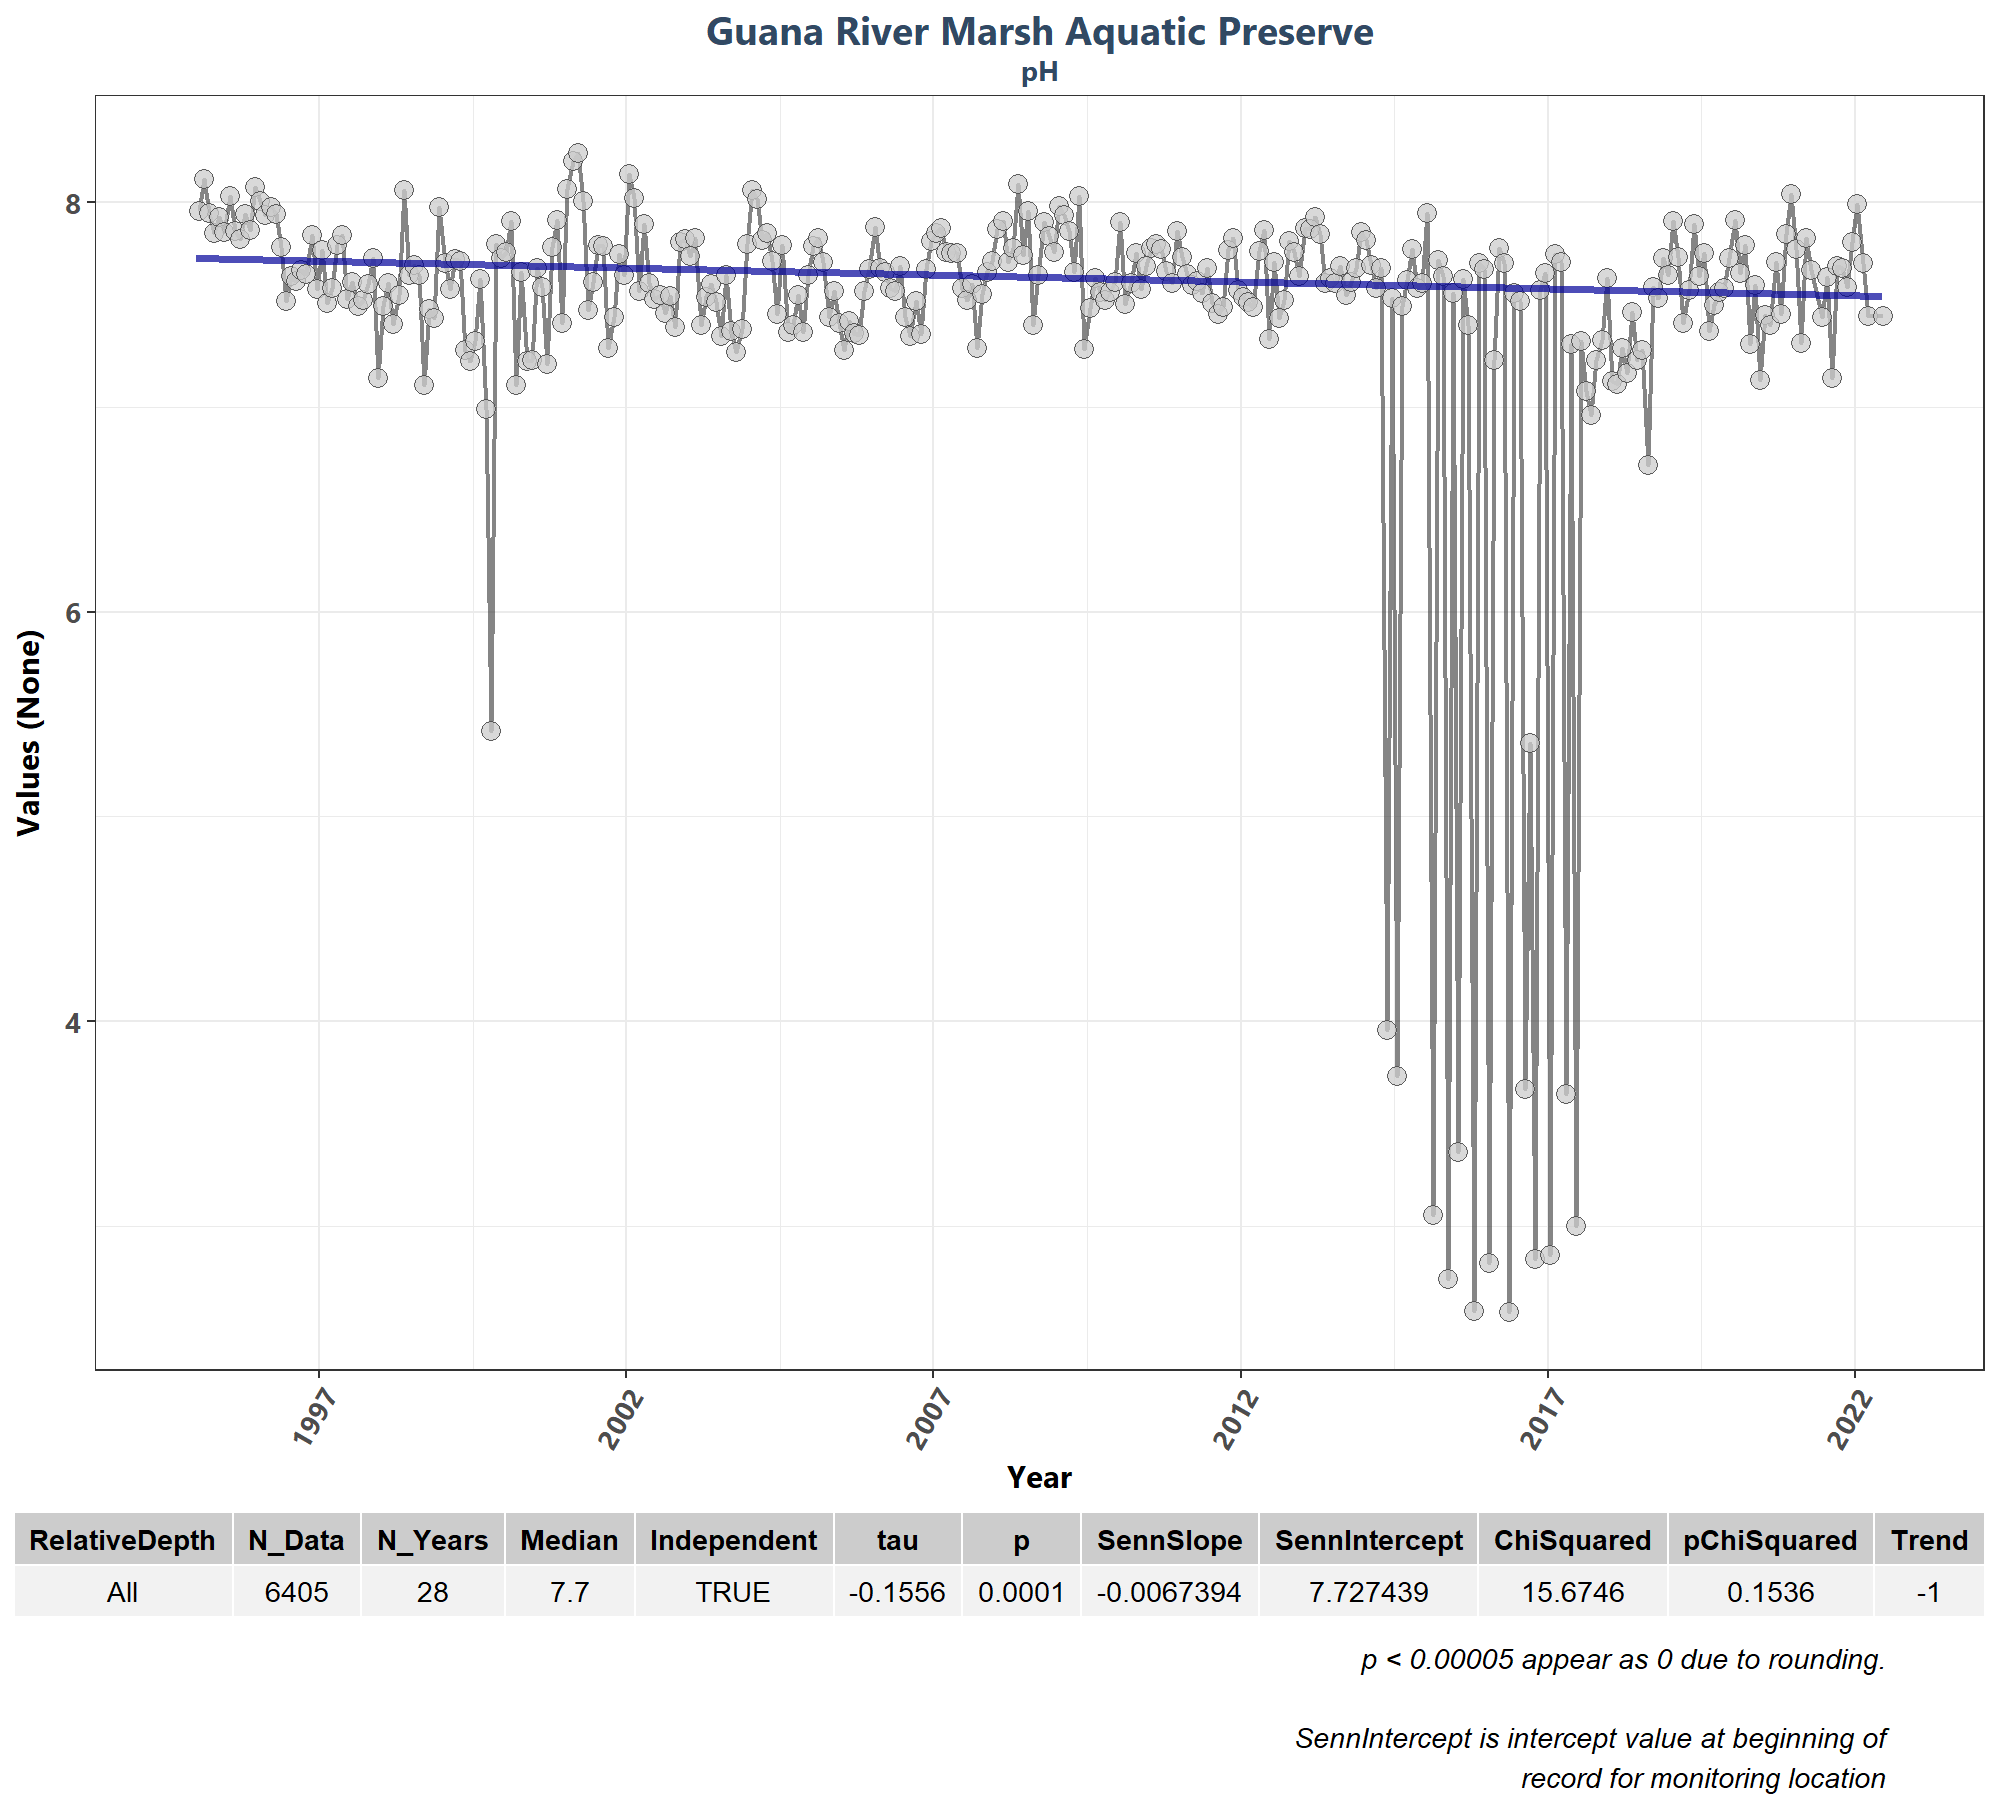 Guana River Marsh Aquatic Preserve
pH
8
6
4
Values (None)
1997 2002 2007 2012 2017 2022
Year
RelativeDepth N_Data N_Years Median Independent tau p SennSlope SennIntercept ChiSquared pChiSquared Trend
All 6405 28 7.7 TRUE -0.1556 0.0001 -0.0067394 7.727439 15.6746 0.1536 -1
p < 0.00005 appear as 0 due to rounding.
SennIntercept is intercept value at beginning of
record for monitoring location